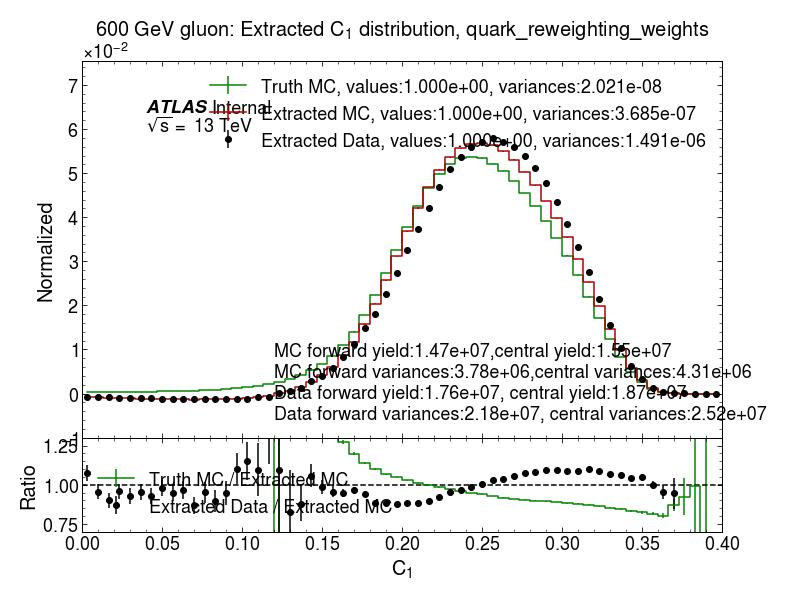 600 GeV gluon: Extracted C₁ distribution, quark_reweighting_weights
×10⁻²
Truth MC, values:1.000e+00, variances:2.021e-08
ATLAS Internal
√s = 13 TeV
Extracted MC, values:1.000e+00, variances:3.685e-07
Extracted Data, values:1.000e+00, variances:1.491e-06
7
6
5
4
3
2
1
0
-1
Normalized
MC forward yield:1.47e+07,central yield:1.55e+07
MC forward variances:3.78e+06,central variances:4.31e+06
Data forward yield:1.76e+07, central yield:1.87e+07
Data forward variances:2.18e+07, central variances:2.52e+07
1.25
1.00
0.75
Ratio
Truth MC / Extracted MC
Extracted Data / Extracted MC
0.00 0.05 0.10 0.15 0.20 0.25 0.30 0.35 0.40
C₁